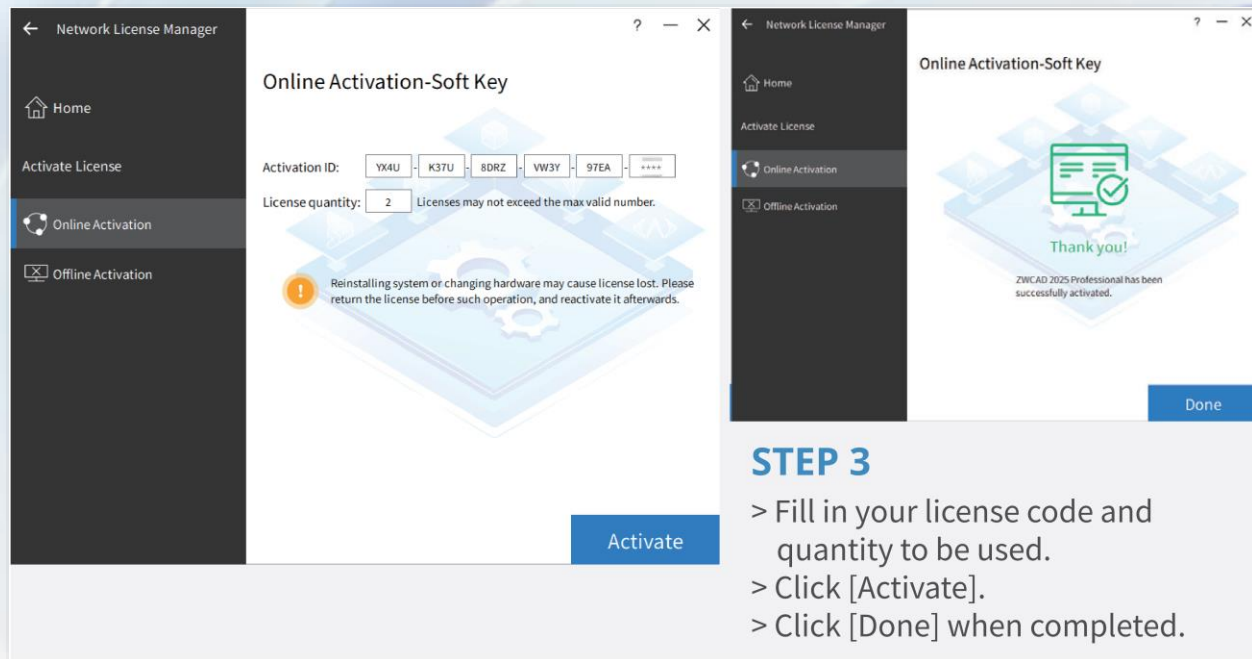 ← Network License Manager
? — ✕
Home
Activate License
Online Activation
Offline Activation
Online Activation-Soft Key
Activation ID: YX4U - K37U - 8DRZ - VW3Y - 97EA - ****
License quantity: 2 Licenses may not exceed the max valid number.
Reinstalling system or changing hardware may cause license lost. Please
return the license before such operation, and reactivate it afterwards.
Activate
← Network License Manager
? — ✕
Home
Activate License
Online Activation
Offline Activation
Online Activation-Soft Key
Thank you!
ZWCAD 2025 Professional has been
successfully activated.
Done
STEP 3
> Fill in your license code and
quantity to be used.
> Click [Activate].
> Click [Done] when completed.